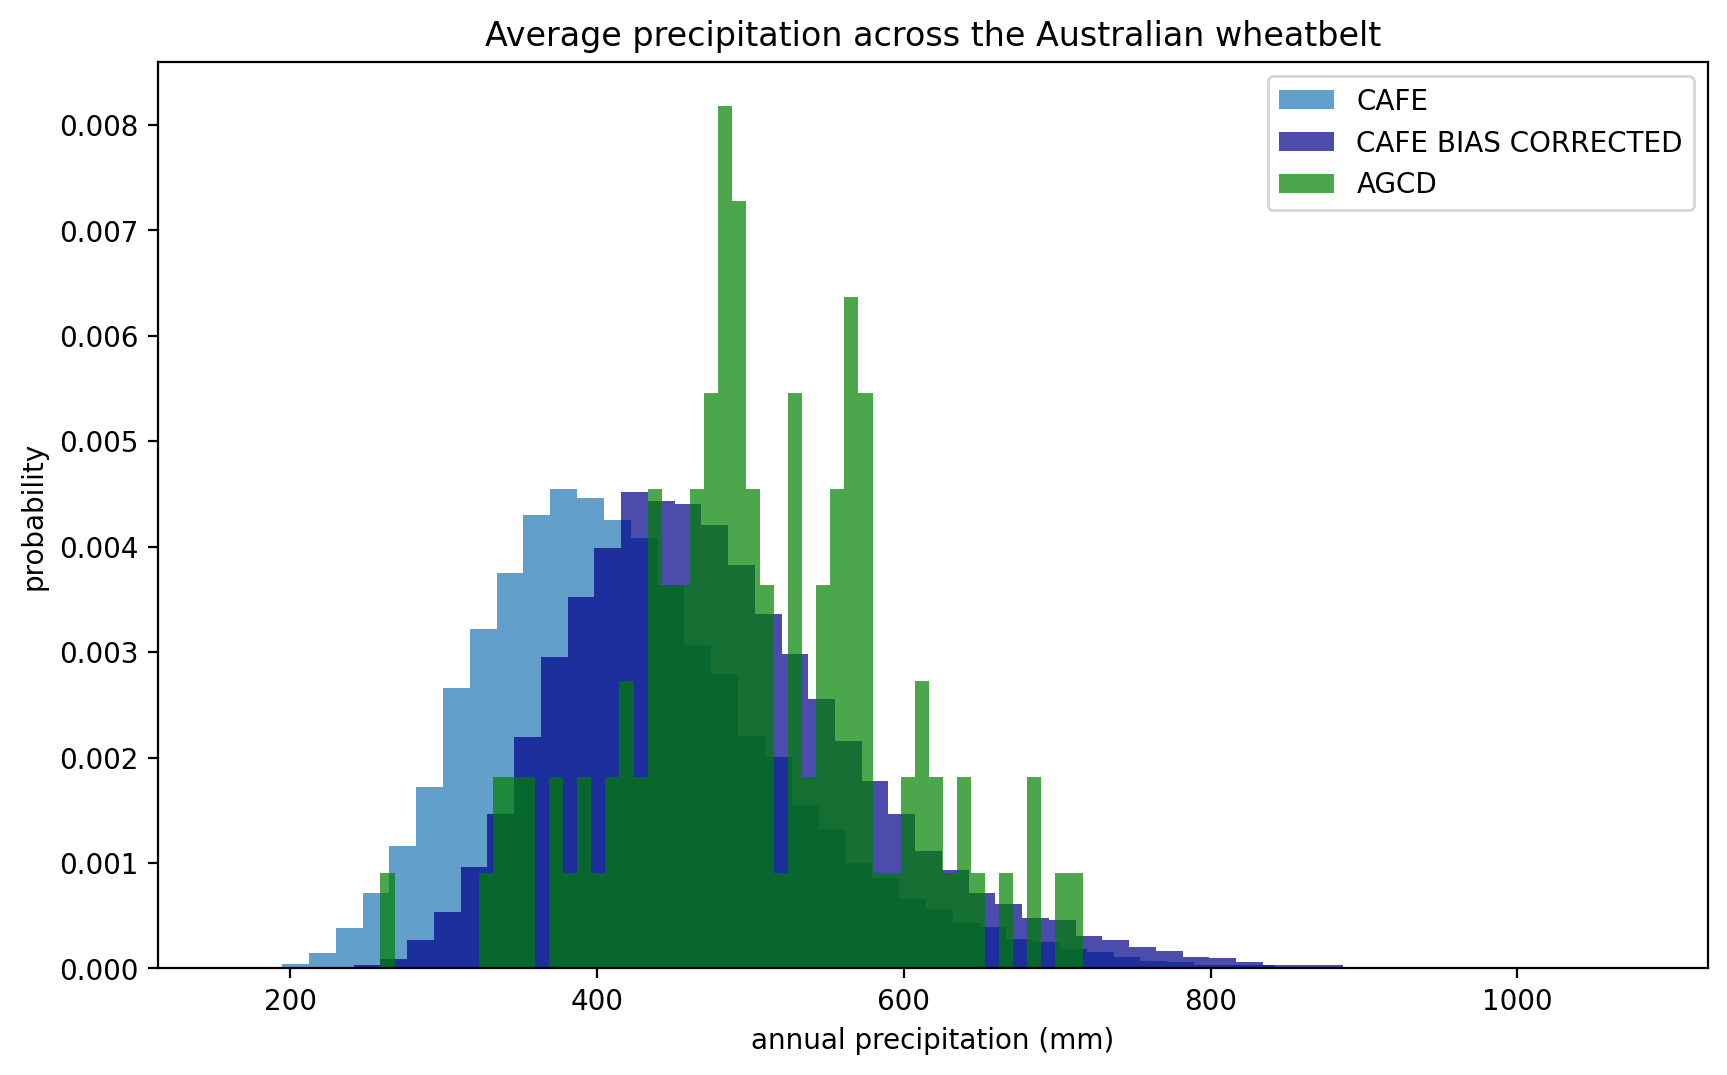 Average precipitation across the Australian wheatbelt
CAFE
CAFE BIAS CORRECTED
AGCD
0.008
0.007
0.006
0.005
0.004
0.003
0.002
0.001
0.000
probability
200 400 600 800 1000
annual precipitation (mm)